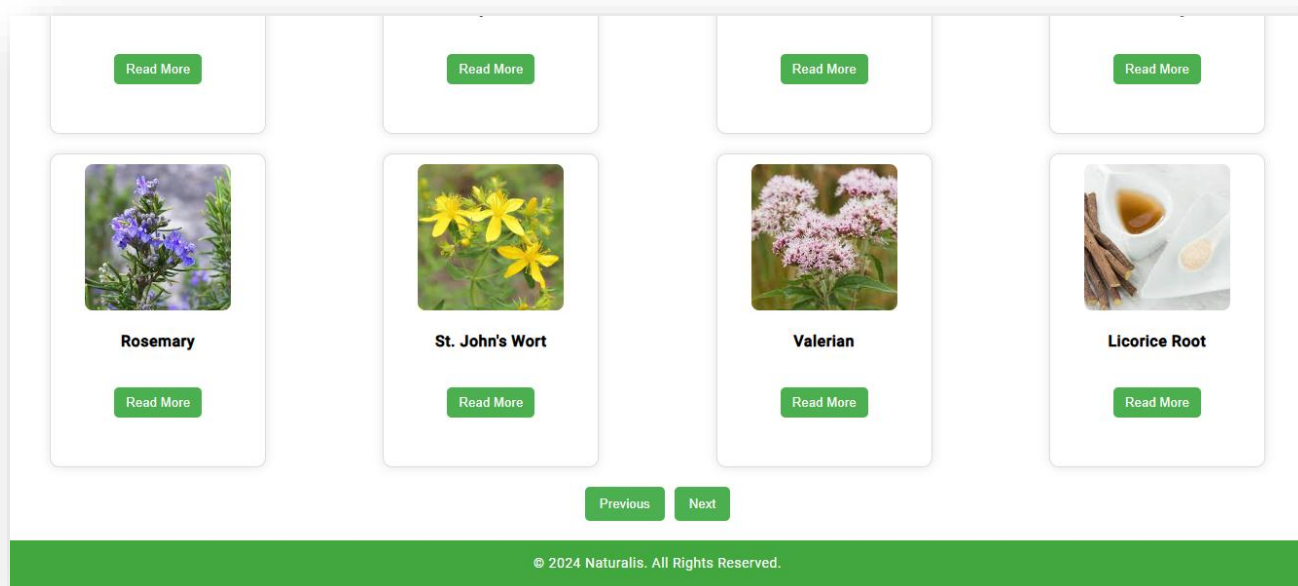 Read More Read More Read More Read More
Rosemary St. John's Wort Valerian Licorice Root
Read More Read More Read More Read More
Previous Next
© 2024 Naturalis. All Rights Reserved.